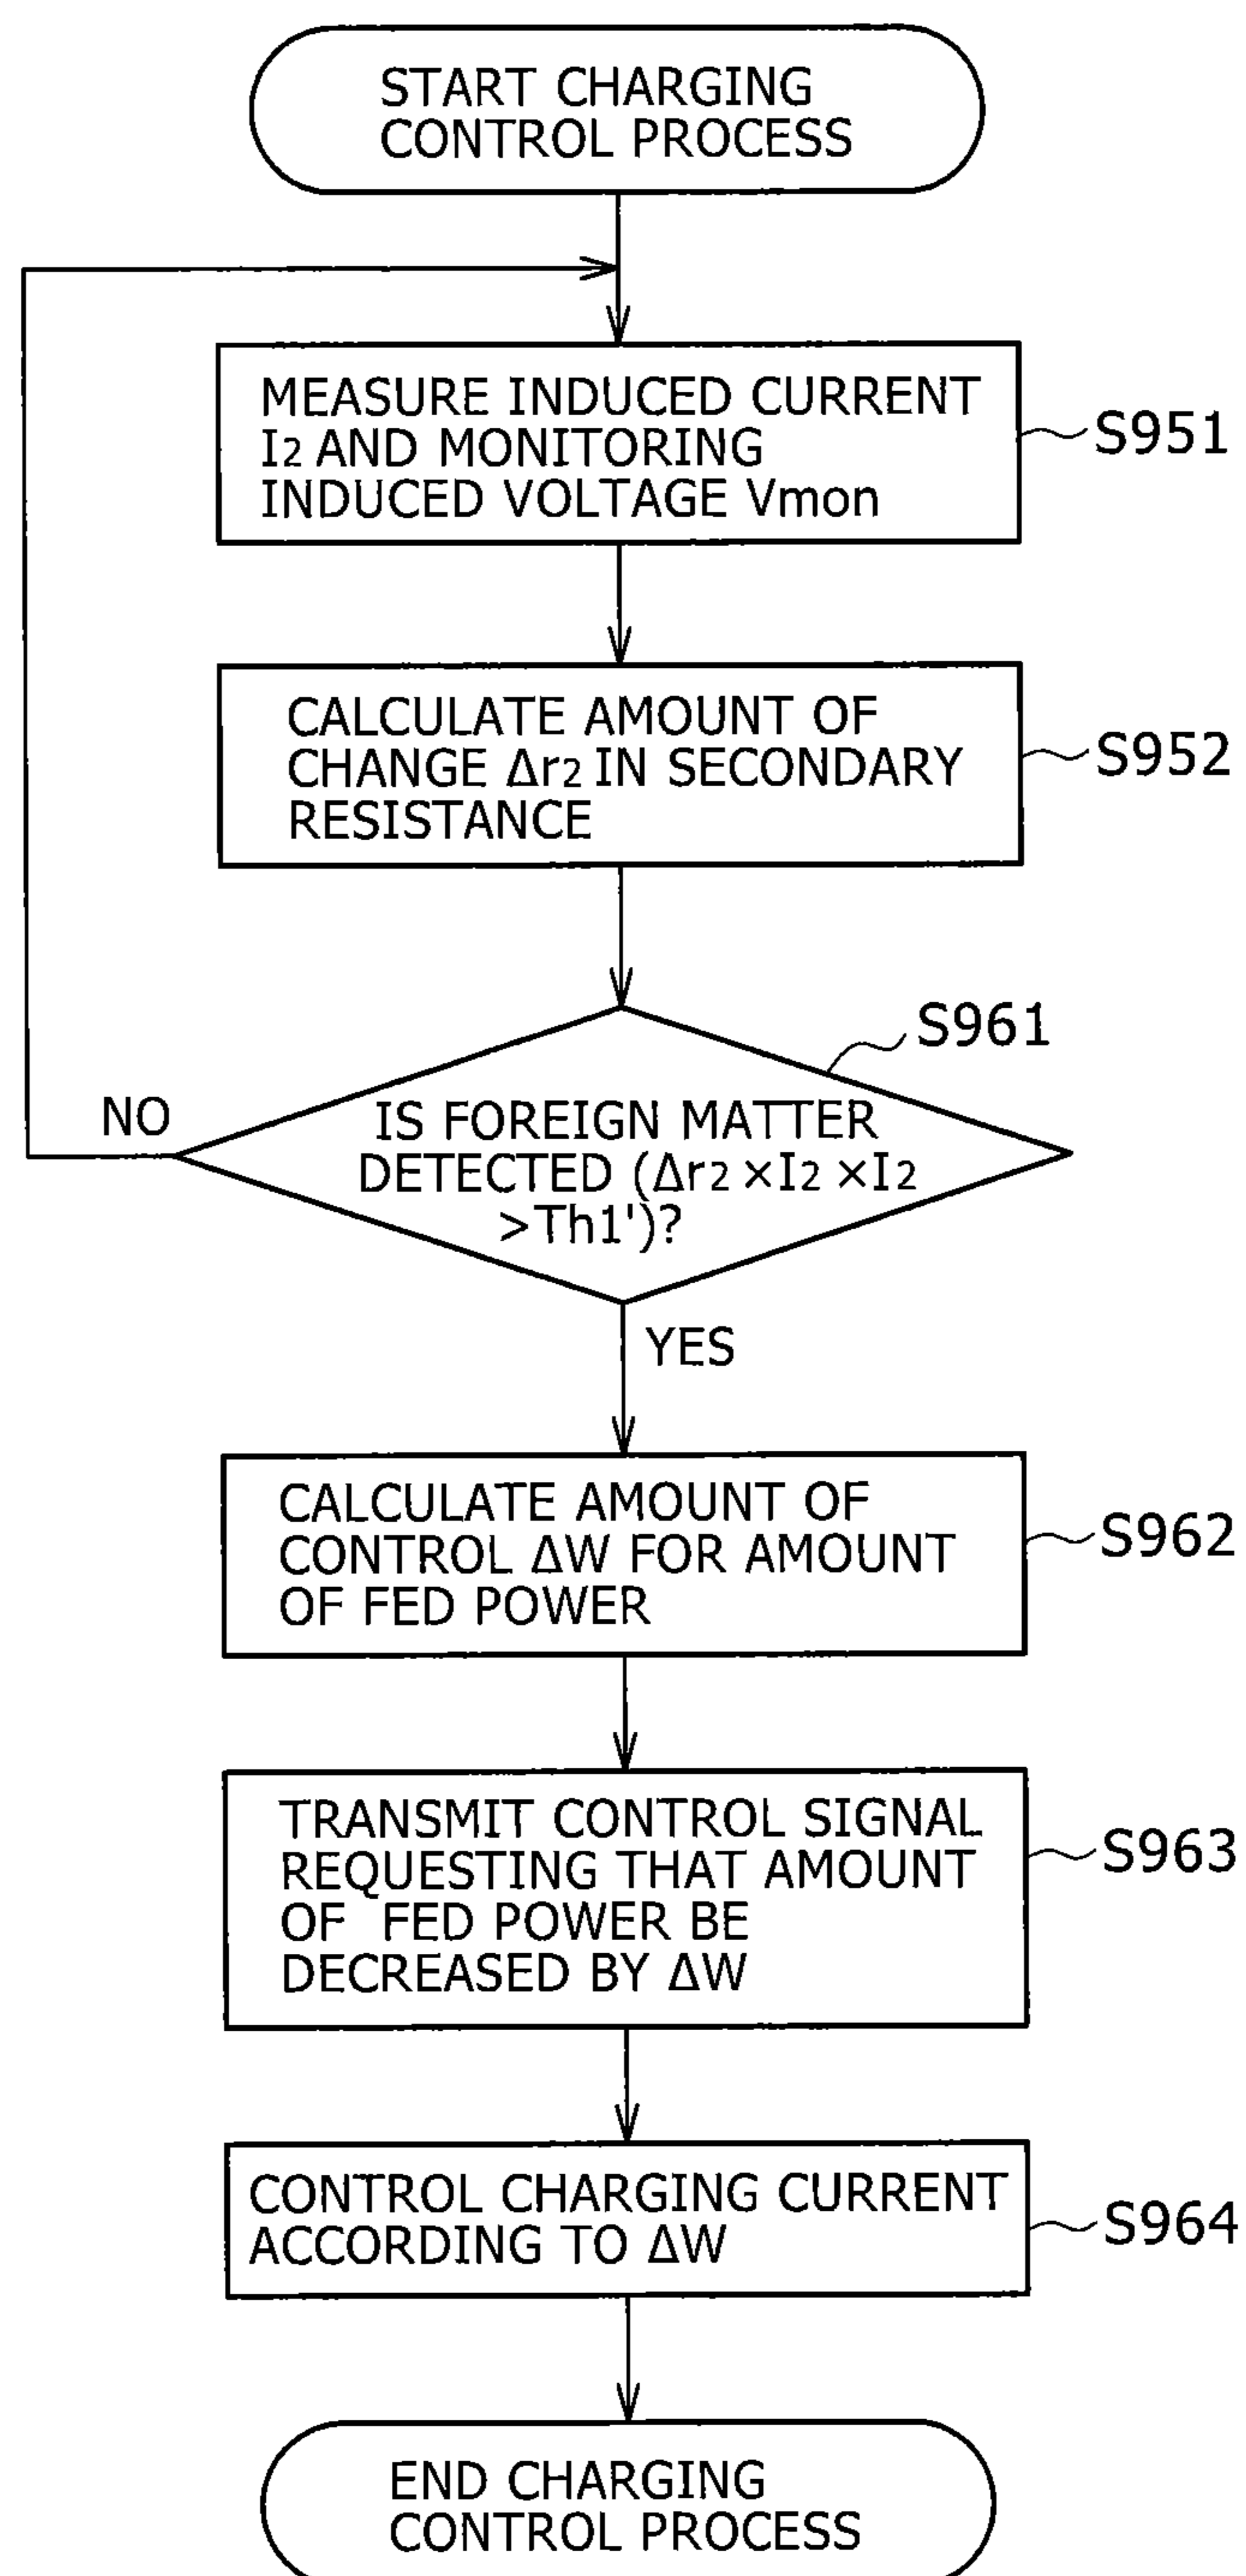 START CHARGING
CONTROL PROCESS
MEASURE INDUCED CURRENT
I2 AND MONITORING
INDUCED VOLTAGE Vmon
S951
CALCULATE AMOUNT OF
CHANGE Δr2 IN SECONDARY
RESISTANCE
S952
S961
NO
IS FOREIGN MATTER
DETECTED (Δr2 ×I2 ×I2
>Th1')?
YES
CALCULATE AMOUNT OF
CONTROL ΔW FOR AMOUNT
OF FED POWER
S962
TRANSMIT CONTROL SIGNAL
REQUESTING THAT AMOUNT
OF FED POWER BE
DECREASED BY ΔW
S963
CONTROL CHARGING CURRENT
ACCORDING TO ΔW
S964
END CHARGING
CONTROL PROCESS